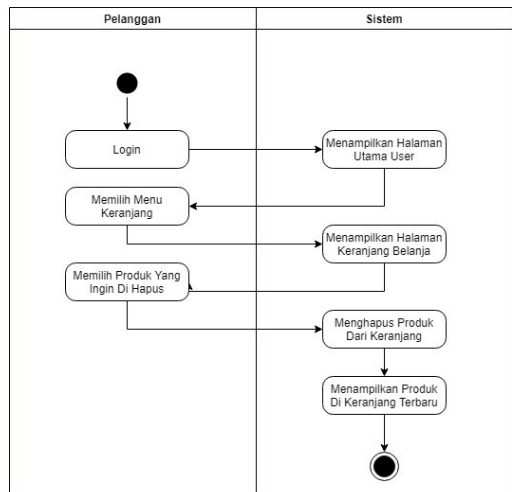 Pelanggan
Sistem
Login
Menampilkan Halaman
Utama User
Memilih Menu
Keranjang
Menampilkan Halaman
Keranjang Belanja
Memilih Produk Yang
Ingin Di Hapus
Menghapus Produk
Dari Keranjang
Menampilkan Produk
Di Keranjang Terbaru